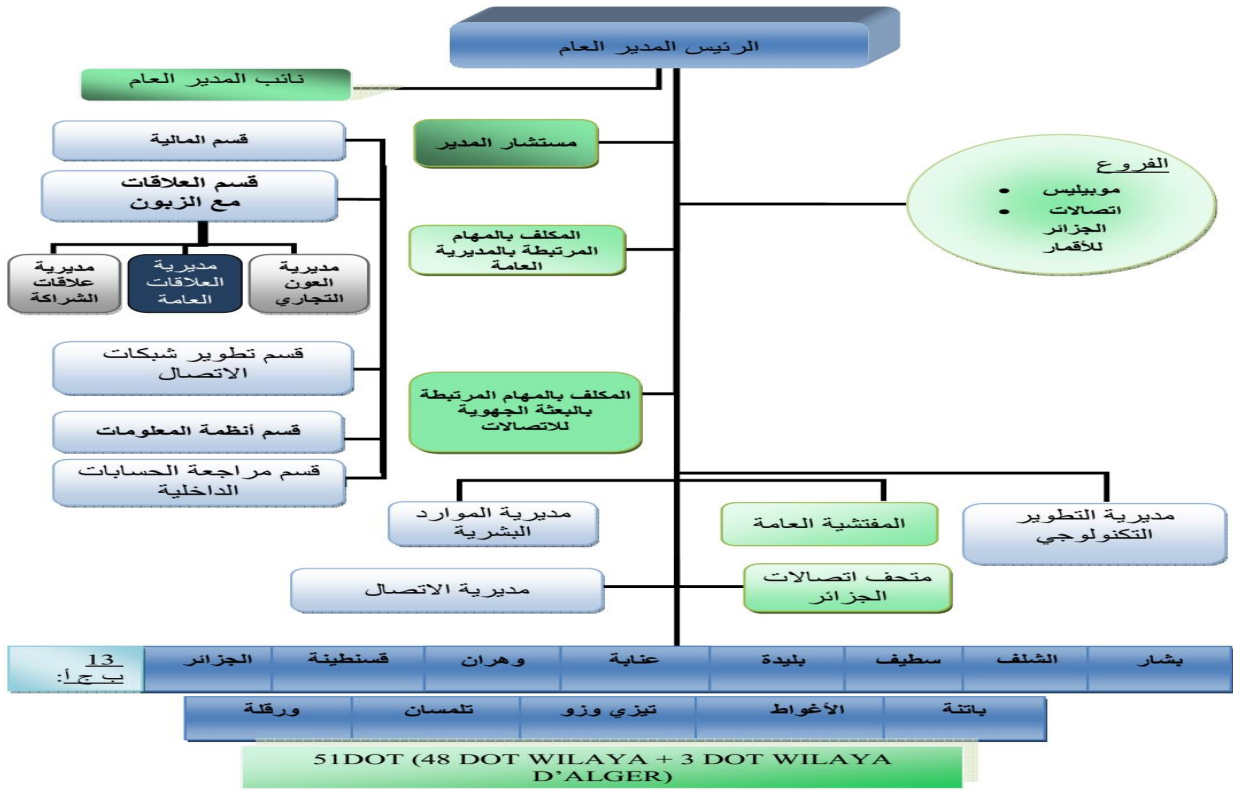 الرئيس المدير العام
نائب المدير العام
قسم المالية
مستشار المدير
الفروع
• موبيليس
• اتصالات
الجزائر
للأقمار
قسم العلاقات
مع الزبون
المكلف بالمهام
المرتبطة بالمديرية
العامة
مديرية
العون
التجاري
مديرية
العلاقات
العامة
مديرية
علاقات
الشراكة
قسم تطوير شبكات
الاتصال
المكلف بالمهام المرتبطة
بالبعثة الجهوية
للاتصالات
قسم أنظمة المعلومات
قسم مراجعة الحسابات
الداخلية
مديرية التطوير
التكنولوجي
المفتشية العامة
مديرية الموارد
البشرية
متحف اتصالات
الجزائر
مديرية الاتصال
13
ب ج أ:
الجزائر
قسنطينة
وهران
عنابة
بليدة
سطيف
الشلف
بشار
ورقلة
تلمسان
تيزي وزو
الأغواط
باتنة
51DOT (48 DOT WILAYA + 3 DOT WILAYA
D’ALGER)